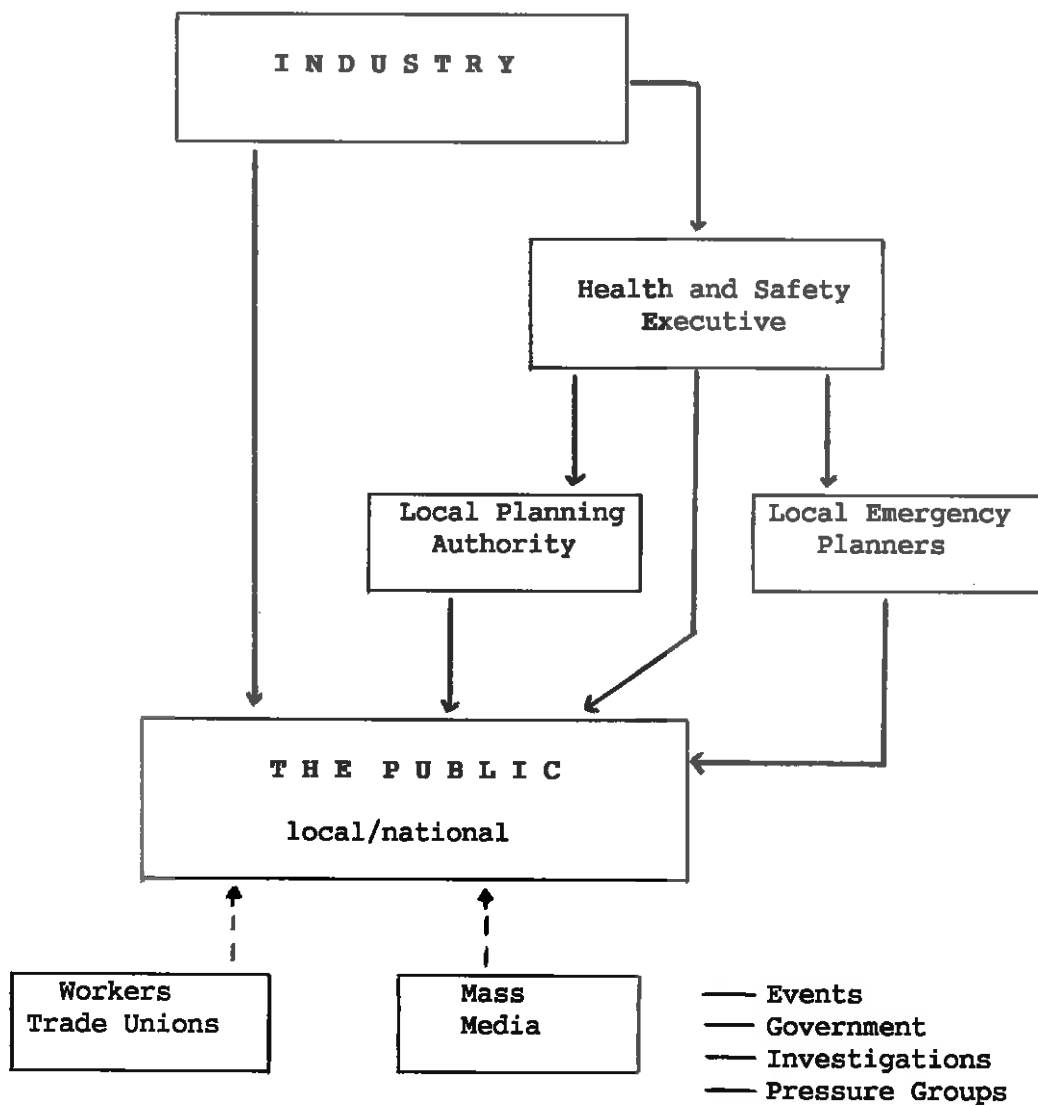 I N D U S T R Y
Health and Safety
Executive
Local Planning
Authority
Local Emergency
Planners
T H E P U B L I C
local/national
Workers
Trade Unions
Mass
Media
Events
Government
Investigations
Pressure Groups